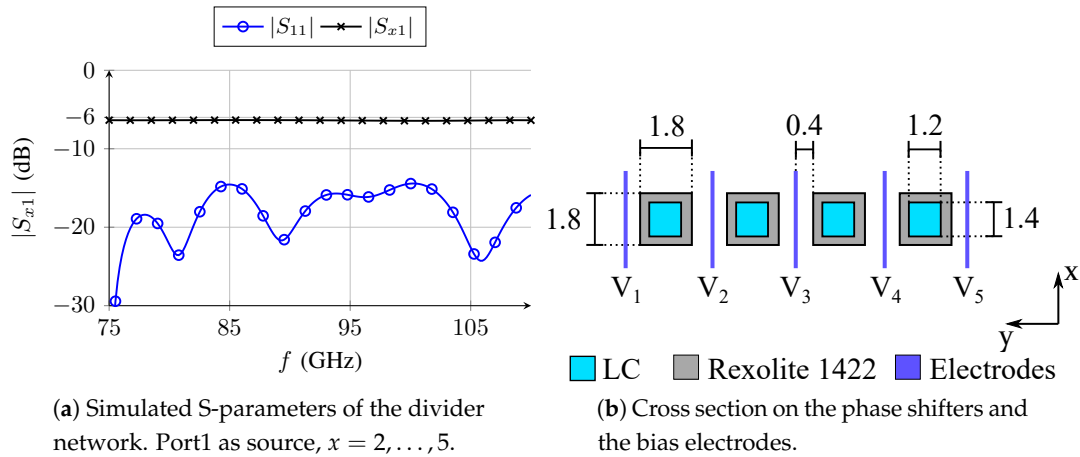 |S₁₁| |Sₓ₁|
0
−6
−10
−20
−30
|Sₓ₁| (dB)
75 85 95 105
f (GHz)
1.8 0.4 1.2
1.8 1.4
V₁ V₂ V₃ V₄ V₅
x
y
LC Rexolite 1422 Electrodes
(a) Simulated S-parameters of the divider
network. Port1 as source, x = 2, . . . , 5.
(b) Cross section on the phase shifters and
the bias electrodes.